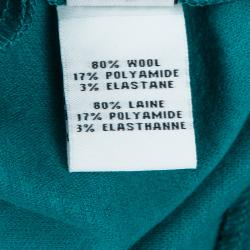 80% WOOL
17% POLYAMIDE
3% ELASTANE
80% LAINE
17% POLYAMIDE
3% ELASTHANNE